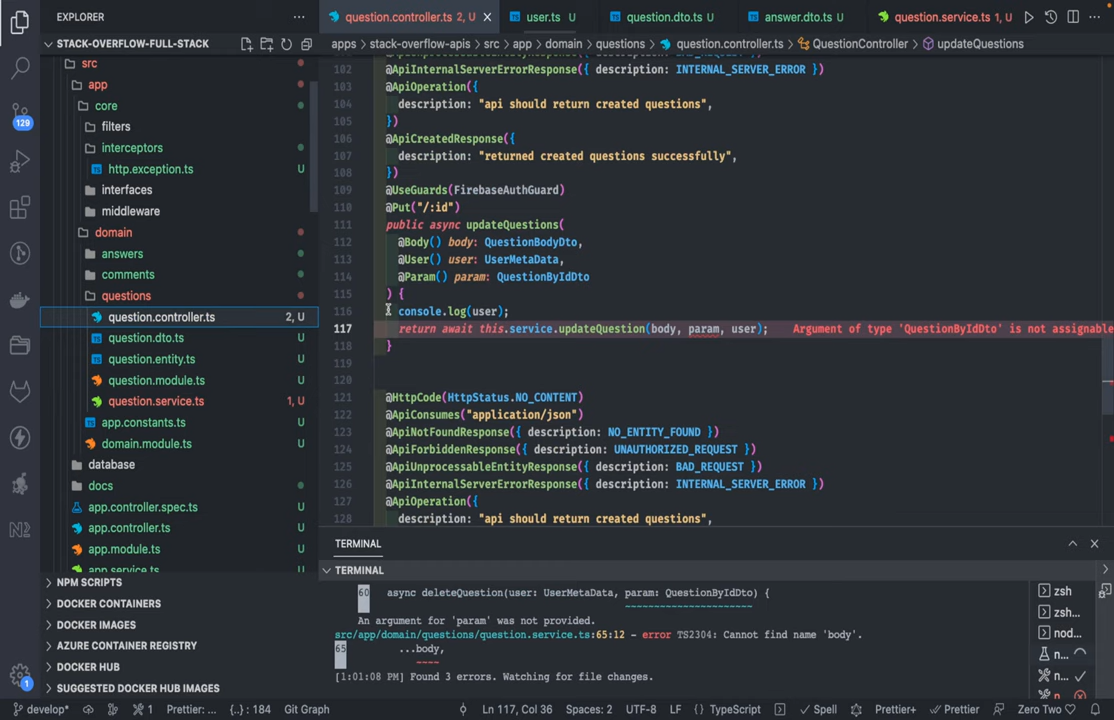 EXPLORER
question.controller.ts 2, U
user.ts U
question.dto.ts U
answer.dto.ts U
question.service.ts 1, U
STACK-OVERFLOW-FULL-STACK
apps > stack-overflow-apis > src > app > domain > questions > question.controller.ts > QuestionController > updateQuestions
src
app
core
filters
interceptors
http.exception.ts U
interfaces
middleware
domain
answers
comments
questions
question.controller.ts 2, U
question.dto.ts U
question.entity.ts U
question.module.ts U
question.service.ts 1, U
app.constants.ts U
domain.module.ts U
database
docs
app.controller.spec.ts U
app.controller.ts U
app.module.ts U
app.service.ts U
NPM SCRIPTS
DOCKER CONTAINERS
DOCKER IMAGES
AZURE CONTAINER REGISTRY
DOCKER HUB
SUGGESTED DOCKER HUB IMAGES
129
1
102 @ApiInternalServerErrorResponse({ description: INTERNAL_SERVER_ERROR })
103 @ApiOperation({
104 description: "api should return created questions",
105 })
106 @ApiCreatedResponse({
107 description: "returned created questions successfully",
108 })
109 @UseGuards(FirebaseAuthGuard)
110 @Put("/:id")
111 public async updateQuestions(
112 @Body() body: QuestionBodyDto,
113 @User() user: UserMetaData,
114 @Param() param: QuestionByIdDto
115 ) {
116 console.log(user);
117 return await this.service.updateQuestion(body, param, user); Argument of type 'QuestionByIdDto' is not assignable
118 }
119
120
121 @HttpCode(HttpStatus.NO_CONTENT)
122 @ApiConsumes("application/json")
123 @ApiNotFoundResponse({ description: NO_ENTITY_FOUND })
124 @ApiForbiddenResponse({ description: UNAUTHORIZED_REQUEST })
125 @ApiUnprocessableEntityResponse({ description: BAD_REQUEST })
126 @ApiInternalServerErrorResponse({ description: INTERNAL_SERVER_ERROR })
127 @ApiOperation({
128 description: "api should return created questions",
TERMINAL
TERMINAL
60 async deleteQuestion(user: UserMetaData, param: QuestionByIdDto) {
An argument for 'param' was not provided.
src/app/domain/questions/question.service.ts:65:12 - error TS2304: Cannot find name 'body'.
65 ...body,
[1:01:08 PM] Found 3 errors. Watching for file changes.
zsh
zsh...
nod...
n...
n...
n...
develop* 1 Prettier: ... {..} : 184 Git Graph Ln 117, Col 36 Spaces: 2 UTF-8 LF TypeScript Spell Prettier+ Prettier Zero Two